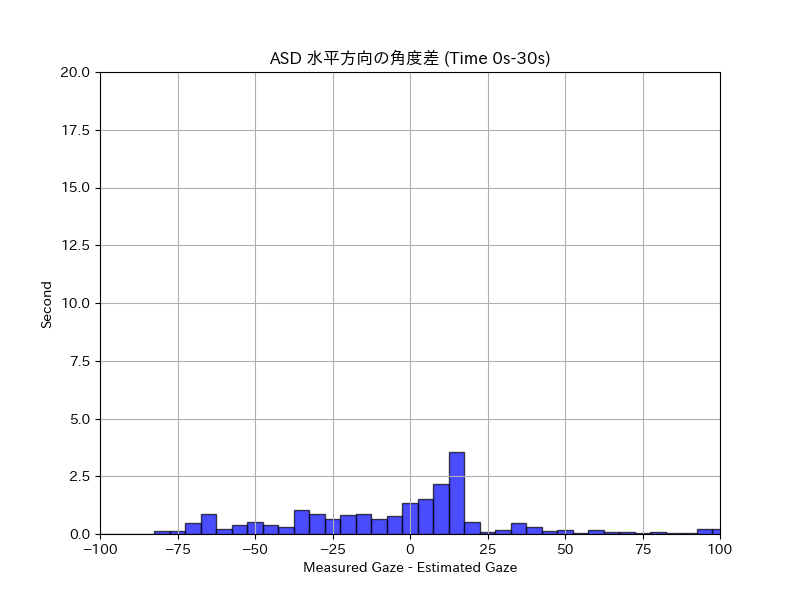 ASD 水平方向の角度差 (Time 0s-30s)
20.0
17.5
15.0
12.5
10.0
7.5
5.0
2.5
0.0
Second
−100 −75 −50 −25 0 25 50 75 100
Measured Gaze - Estimated Gaze